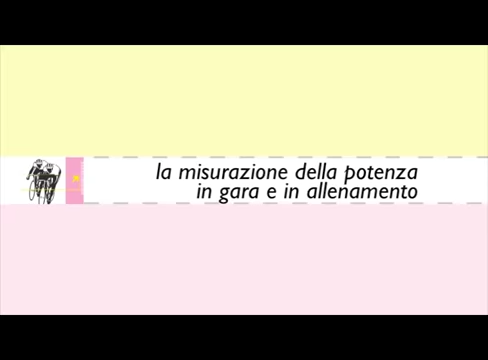 la misurazione della potenza
in gara e in allenamento